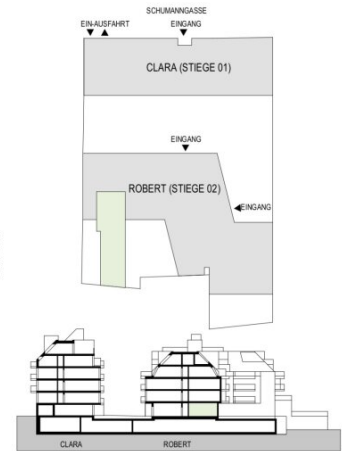 SCHUMANNGASSE
EIN-AUSFAHRT EINGANG
CLARA (STIEGE 01)
EINGANG
ROBERT (STIEGE 02)
EINGANG
CLARA ROBERT